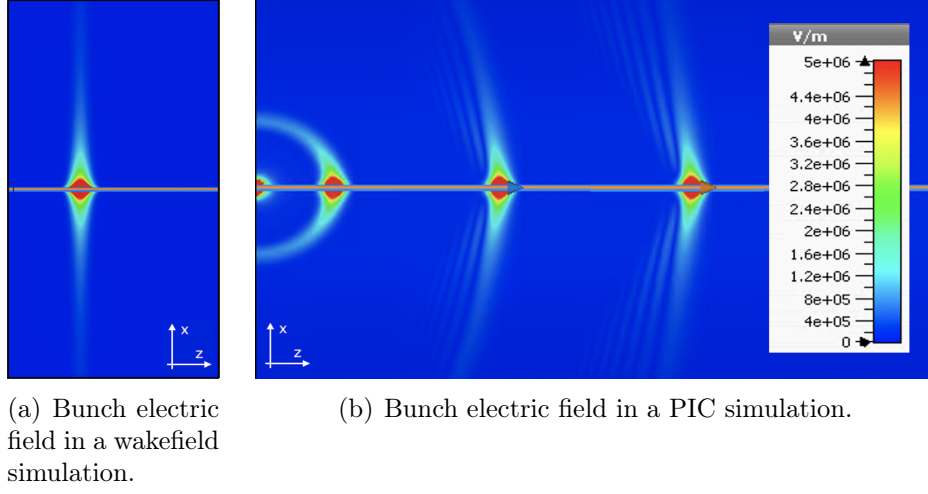 V/m
5e+06
4.4e+06
4e+06
3.6e+06
3.2e+06
2.8e+06
2.4e+06
2e+06
1.6e+06
1.2e+06
8e+05
4e+05
0
x
z
x
z
(a) Bunch electric
field in a wakefield
simulation.
(b) Bunch electric field in a PIC simulation.